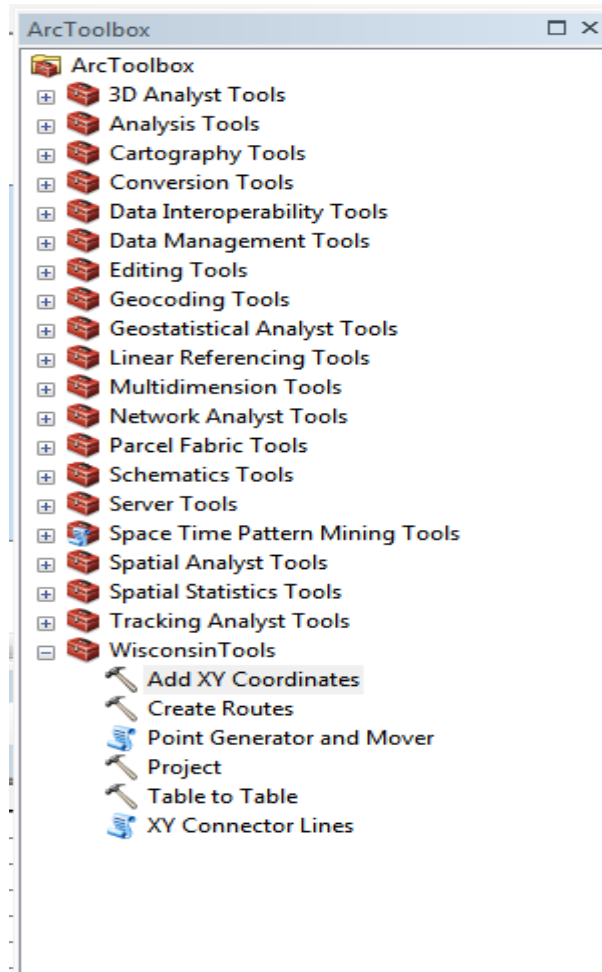 ArcToolbox
ArcToolbox
3D Analyst Tools
Analysis Tools
Cartography Tools
Conversion Tools
Data Interoperability Tools
Data Management Tools
Editing Tools
Geocoding Tools
Geostatistical Analyst Tools
Linear Referencing Tools
Multidimension Tools
Network Analyst Tools
Parcel Fabric Tools
Schematics Tools
Server Tools
Space Time Pattern Mining Tools
Spatial Analyst Tools
Spatial Statistics Tools
Tracking Analyst Tools
WisconsinTools
Add XY Coordinates
Create Routes
Point Generator and Mover
Project
Table to Table
XY Connector Lines